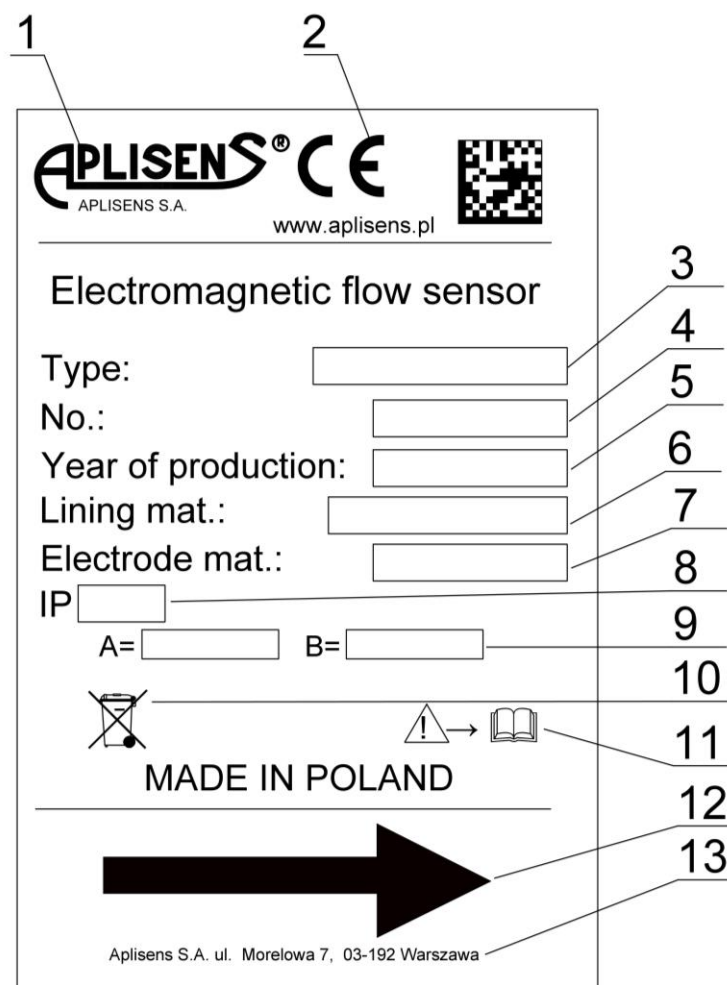 1 2
APLISENS® CE
APLISENS S.A.
www.aplisens.pl
Electromagnetic flow sensor
3
Type:
4
No.:
5
Year of production:
6
Lining mat.:
7
Electrode mat.:
8
IP
9
A= B=
10
!
11
MADE IN POLAND
12
13
Aplisens S.A. ul. Morelowa 7, 03-192 Warszawa